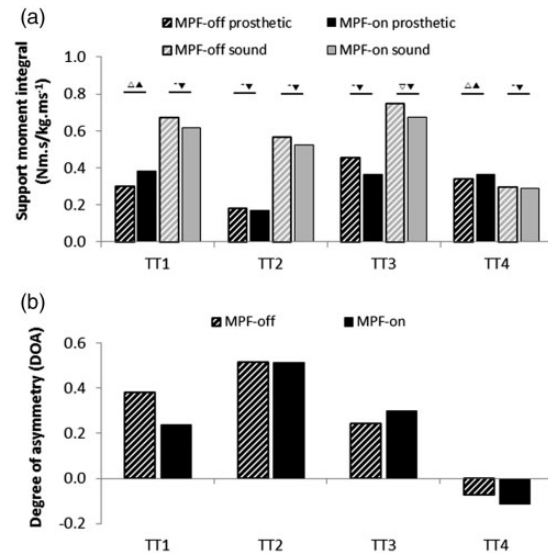 (a)
MPF-off prosthetic MPF-on prosthetic
MPF-off sound MPF-on sound
Support moment integral
(Nm.s/kg.ms⁻¹)
1.0
0.8
0.6
0.4
0.2
0.0
△▲ -▼ -▼ -▼ -▼ ▽▼ △▲ -▼
TT1 TT2 TT3 TT4
(b)
MPF-off MPF-on
Degree of asymmetry (DOA)
0.6
0.4
0.2
0.0
-0.2
TT1 TT2 TT3 TT4